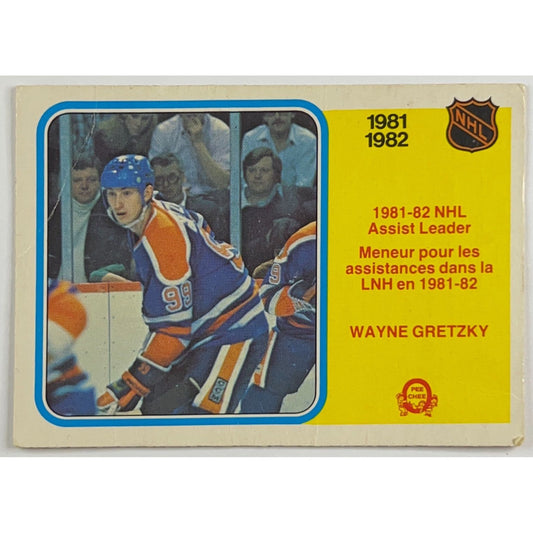 1981
1982
NHL
1981-82 NHL
Assist Leader
Meneur pour les
assistances dans la
LNH en 1981-82
WAYNE GRETZKY
O
PEE
CHEE
99
9